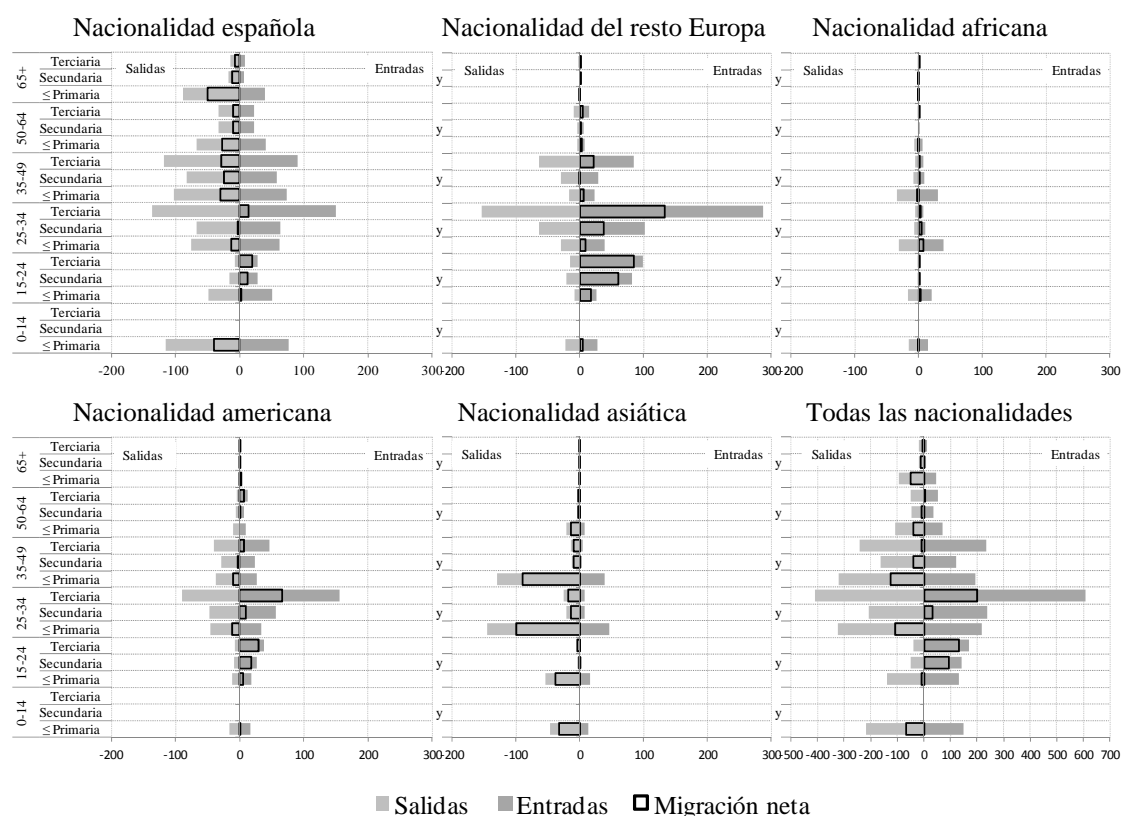 Nacionalidad española
Nacionalidad del resto Europa
Nacionalidad africana
65+
Terciaria
Secundaria
≤ Primaria
50-64
Terciaria
Secundaria
≤ Primaria
35-49
Terciaria
Secundaria
≤ Primaria
25-34
Terciaria
Secundaria
≤ Primaria
15-24
Terciaria
Secundaria
≤ Primaria
0-14
Terciaria
Secundaria
≤ Primaria
Salidas Entradas
y
y
y
y
y
y
Salidas Entradas
y
y
y
y
y
y
Salidas Entradas
-200 -100 0 100 200 300
-200 -100 0 100 200 300
-200 -100 0 100 200 300
Nacionalidad americana
Nacionalidad asiática
Todas las nacionalidades
65+
Terciaria
Secundaria
≤ Primaria
50-64
Terciaria
Secundaria
≤ Primaria
35-49
Terciaria
Secundaria
≤ Primaria
25-34
Terciaria
Secundaria
≤ Primaria
15-24
Terciaria
Secundaria
≤ Primaria
0-14
Terciaria
Secundaria
≤ Primaria
Salidas Entradas
y
y
y
y
y
y
Salidas Entradas
y
y
y
y
y
y
Salidas Entradas
-200 -100 0 100 200 300
-200 -100 0 100 200 300
-500 -400 -300 -200 -100 0 100 200 300 400 500 600 700
Salidas Entradas Migración neta